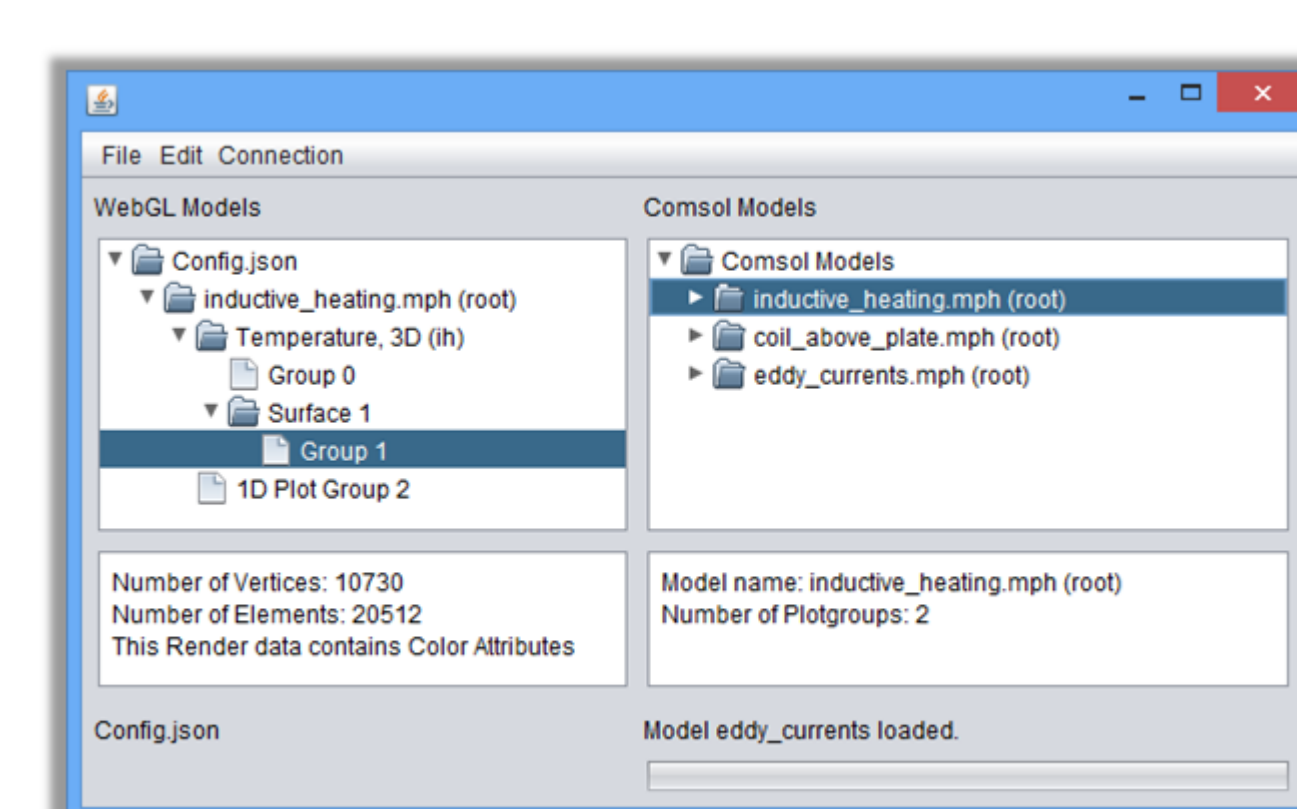 File Edit Connection
WebGL Models
Config.json
inductive_heating.mph (root)
Temperature, 3D (ih)
Group 0
Surface 1
Group 1
1D Plot Group 2
Number of Vertices: 10730
Number of Elements: 20512
This Render data contains Color Attributes
Config.json
Comsol Models
Comsol Models
inductive_heating.mph (root)
coil_above_plate.mph (root)
eddy_currents.mph (root)
Model name: inductive_heating.mph (root)
Number of Plotgroups: 2
Model eddy_currents loaded.